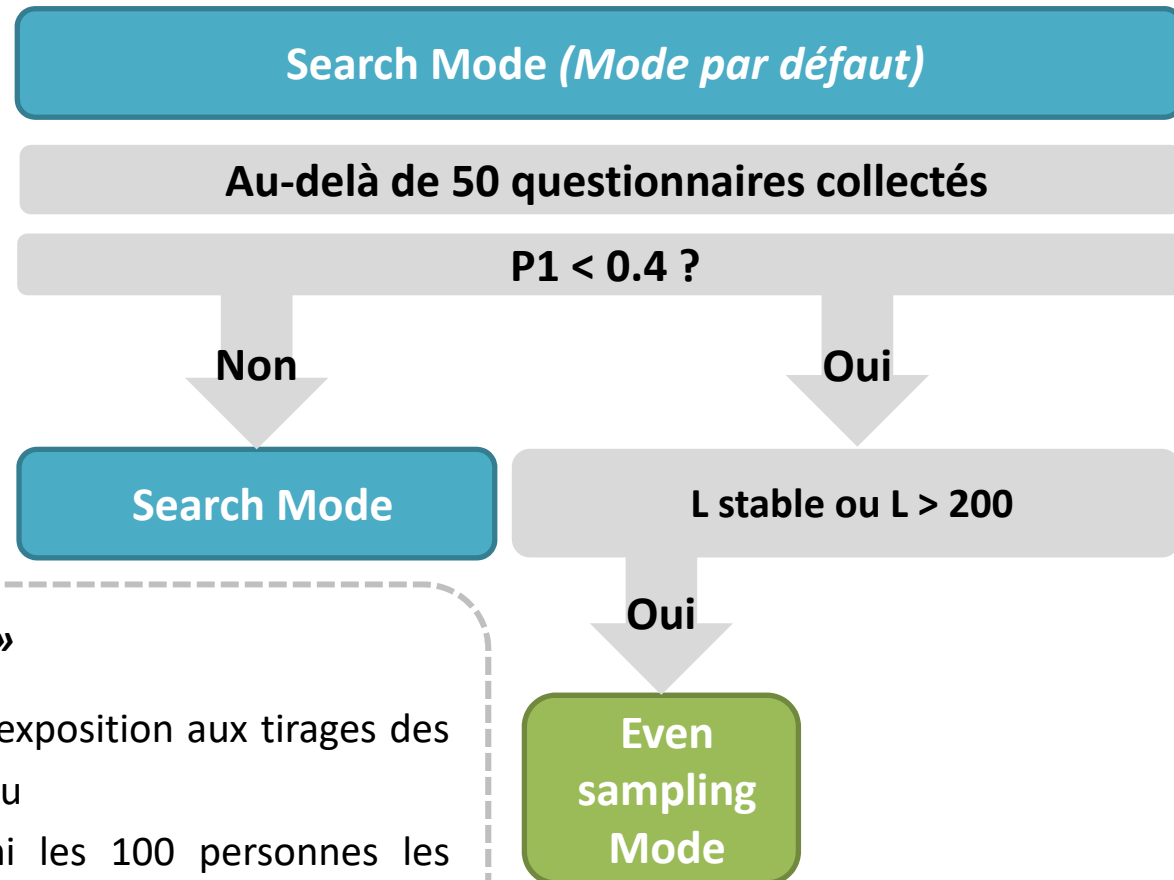 Search Mode (Mode par défaut)
Au-delà de 50 questionnaires collectés
P1 < 0.4 ?
Non
Oui
Search Mode
L stable ou L > 200
Oui
»
exposition aux tirages des
les 100 personnes les
Even
sampling
Mode